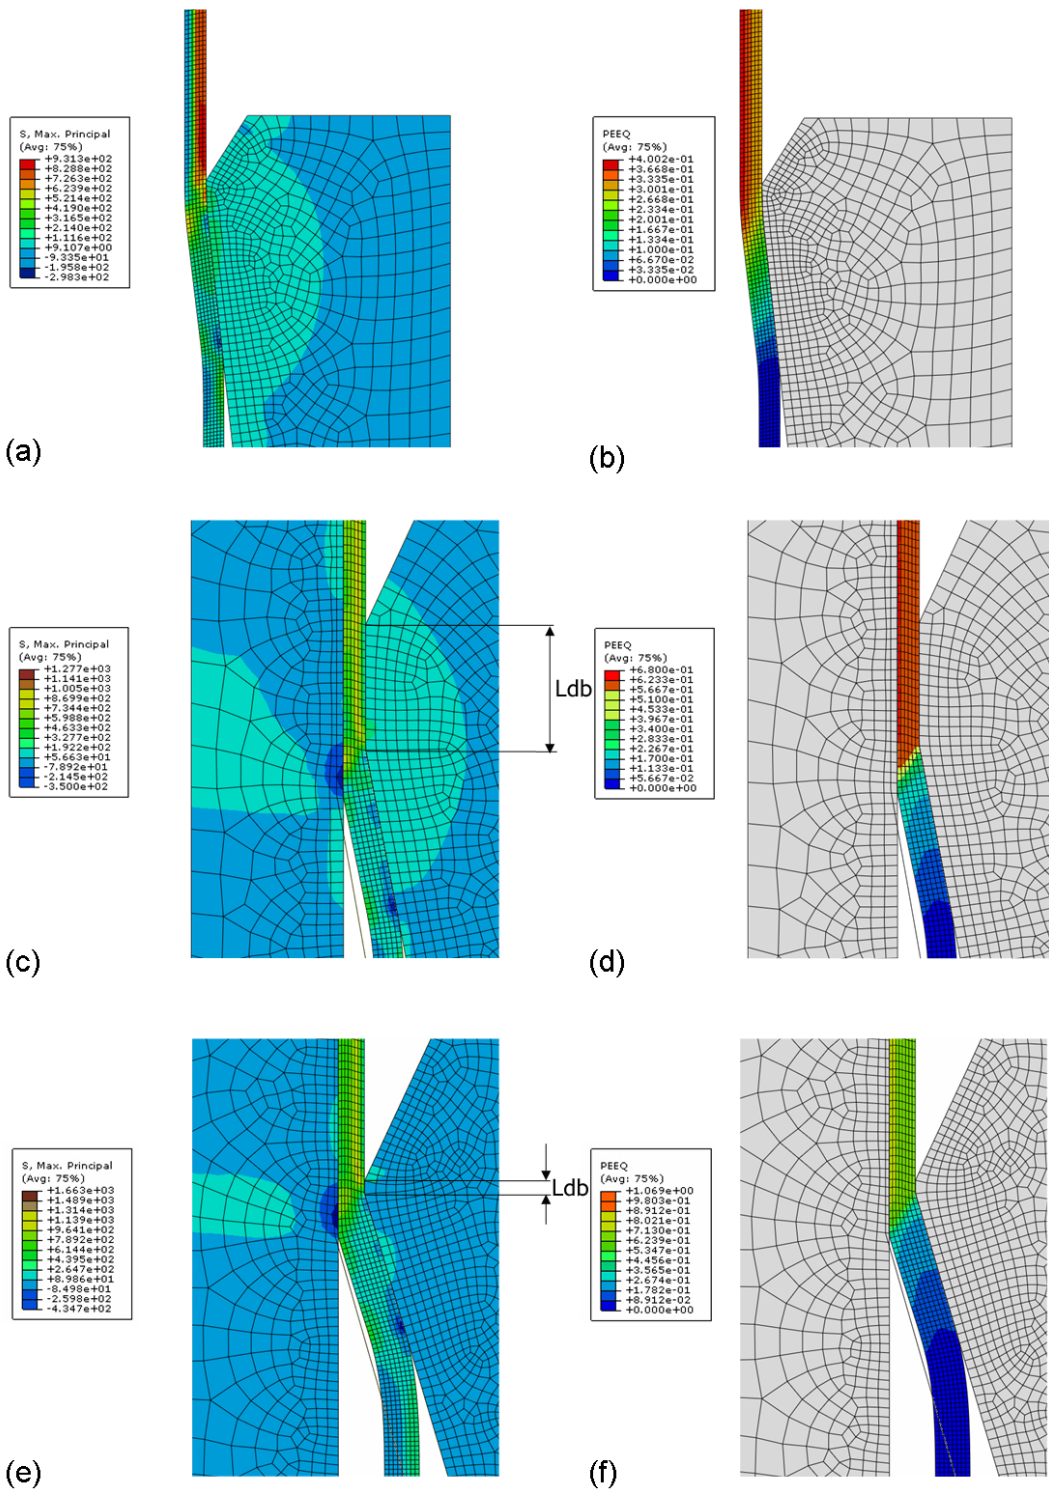 S, Max. Principal
(Avg: 75%)
+9.313e+02
+8.288e+02
+7.263e+02
+6.239e+02
+5.214e+02
+4.190e+02
+3.165e+02
+2.140e+02
+1.116e+02
+9.107e+00
-9.335e+01
-1.958e+02
-2.983e+02
(a)
PEEQ
(Avg: 75%)
+4.002e-01
+3.668e-01
+3.335e-01
+3.001e-01
+2.668e-01
+2.334e-01
+2.001e-01
+1.667e-01
+1.334e-01
+1.000e-01
+6.670e-02
+3.335e-02
+0.000e+00
(b)
S, Max. Principal
(Avg: 75%)
+1.277e+03
+1.141e+03
+1.005e+03
+8.699e+02
+7.344e+02
+5.988e+02
+4.633e+02
+3.277e+02
+1.922e+02
+5.663e+01
-7.892e+01
-2.145e+02
-3.500e+02
(c)
Ldb
PEEQ
(Avg: 75%)
+6.800e-01
+6.233e-01
+5.667e-01
+5.100e-01
+4.533e-01
+3.967e-01
+3.400e-01
+2.833e-01
+2.267e-01
+1.700e-01
+1.133e-01
+5.667e-02
+0.000e+00
(d)
S, Max. Principal
(Avg: 75%)
+1.663e+03
+1.489e+03
+1.314e+03
+1.139e+03
+9.641e+02
+7.892e+02
+6.144e+02
+4.395e+02
+2.647e+02
+8.986e+01
-8.498e+01
-2.598e+02
-4.347e+02
(e)
Ldb
PEEQ
(Avg: 75%)
+1.069e+00
+9.803e-01
+8.912e-01
+8.021e-01
+7.130e-01
+6.239e-01
+5.347e-01
+4.456e-01
+3.565e-01
+2.674e-01
+1.782e-01
+8.912e-02
+0.000e+00
(f)